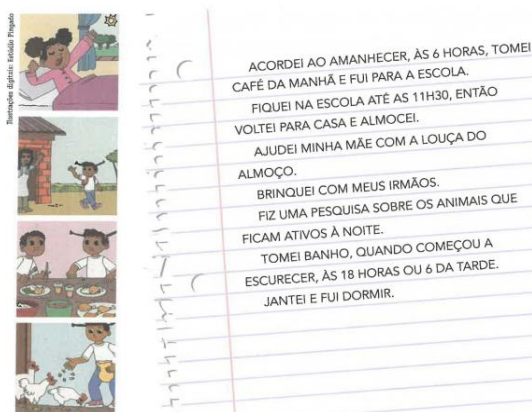 Ilustrações digitais: Estúdio Pingado
ACORDEI AO AMANHECER, ÀS 6 HORAS, TOMEI
CAFÉ DA MANHÃ E FUI PARA A ESCOLA.
FIQUEI NA ESCOLA ATÉ AS 11H30, ENTÃO
VOLTEI PARA CASA E ALMOCEI.
AJUDEI MINHA MÃE COM A LOUÇA DO
ALMOÇO.
BRINQUEI COM MEUS IRMÃOS.
FIZ UMA PESQUISA SOBRE OS ANIMAIS QUE
FICAM ATIVOS À NOITE.
TOMEI BANHO, QUANDO COMEÇOU A
ESCURECER, ÀS 18 HORAS OU 6 DA TARDE.
JANTEI E FUI DORMIR.